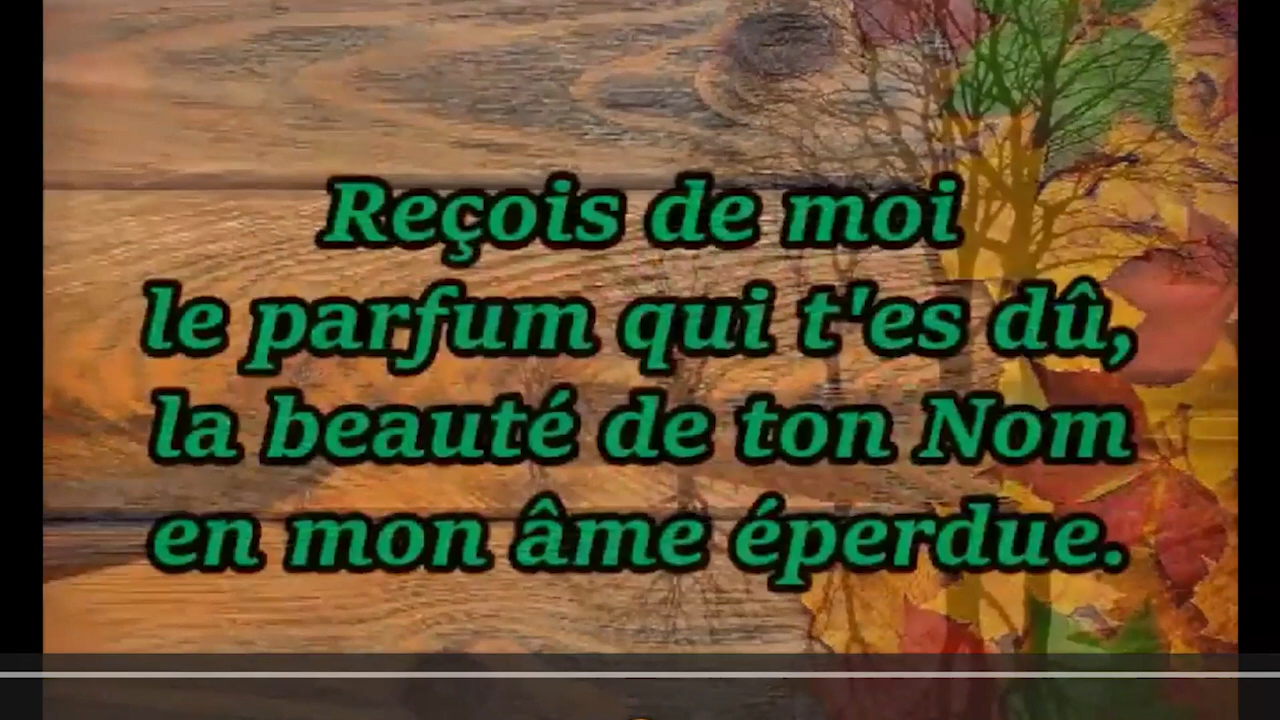 Reçois de moi
le parfum qui t'es dû,
la beauté de ton Nom
en mon âme éperdue.